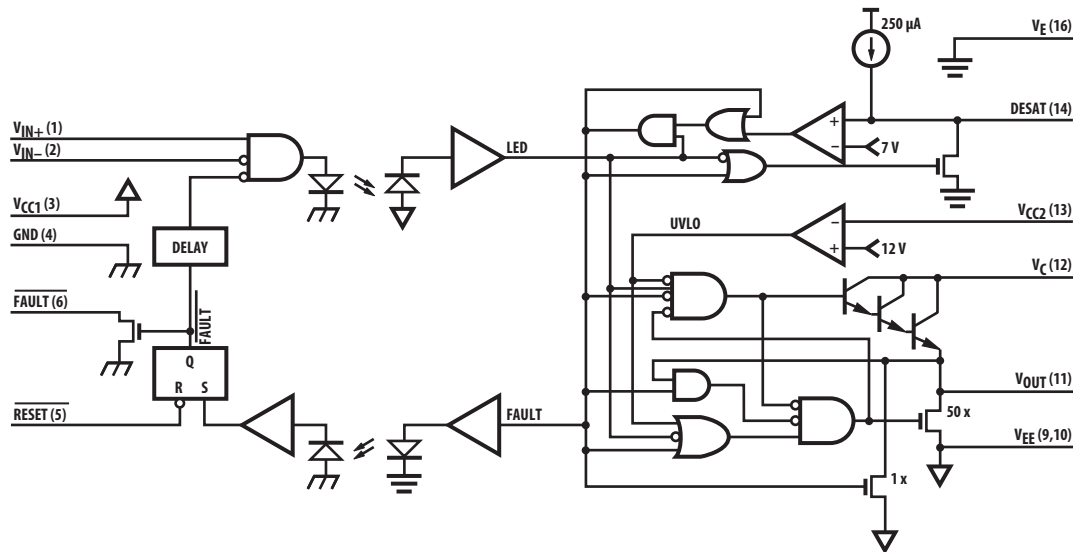 250 µA
V_E (16)
V_IN+ (1)
V_IN– (2)
LED
+
–
7 V
DESAT (14)
V_CC1 (3)
GND (4)
DELAY
UVLO
–
+
12 V
V_CC2 (13)
V_C (12)
FAULT (6)
FAULT
Q
R S
RESET (5)
FAULT
50 x
V_OUT (11)
V_EE (9,10)
1 x